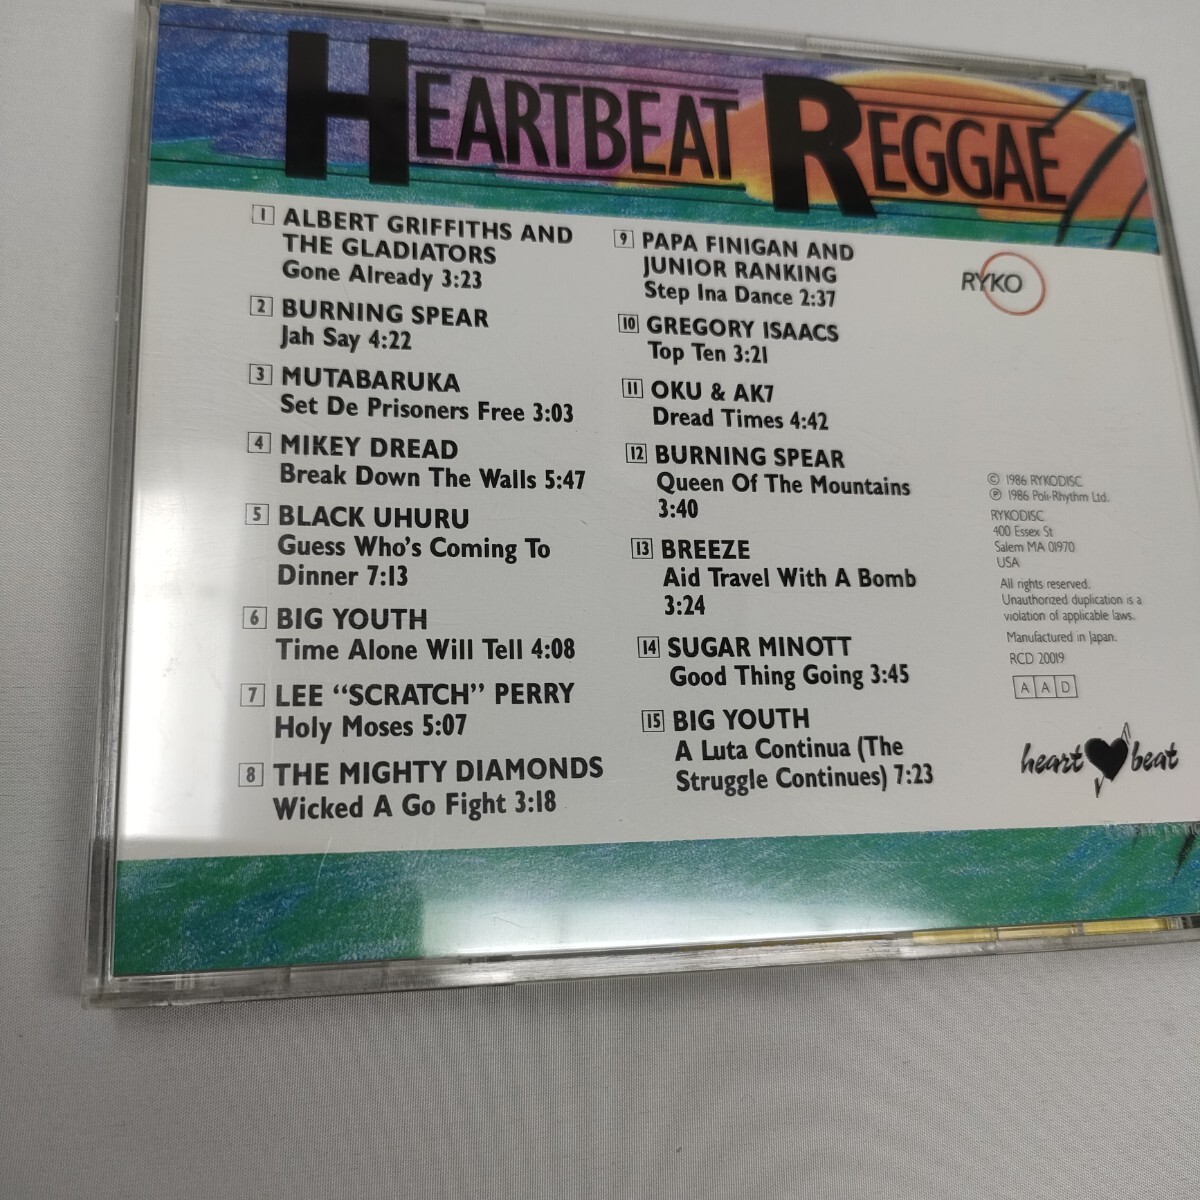 HEARTBEAT REGGAE
1 ALBERT GRIFFITHS AND
THE GLADIATORS
Gone Already 3:23
2 BURNING SPEAR
Jah Say 4:22
3 MUTABARUKA
Set De Prisoners Free 3:03
4 MIKEY DREAD
Break Down The Walls 5:47
5 BLACK UHURU
Guess Who's Coming To
Dinner 7:13
6 BIG YOUTH
Time Alone Will Tell 4:08
7 LEE “SCRATCH” PERRY
Holy Moses 5:07
8 THE MIGHTY DIAMONDS
Wicked A Go Fight 3:18
9 PAPA FINIGAN AND
JUNIOR RANKING
Step Ina Dance 2:37
10 GREGORY ISAACS
Top Ten 3:21
11 OKU & AK7
Dread Times 4:42
12 BURNING SPEAR
Queen Of The Mountains
3:40
13 BREEZE
Aid Travel With A Bomb
3:24
14 SUGAR MINOTT
Good Thing Going 3:45
15 BIG YOUTH
A Luta Continua (The
Struggle Continues) 7:23
RYKO
© 1986 RYKODISC
℗ 1986 Poli-Rhythm Ltd.
RYKODISC
400 Essex St
Salem MA 01970
USA
All rights reserved.
Unauthorized duplication is a
violation of applicable laws.
Manufactured in Japan.
RCD 20019
AAD
heart beat